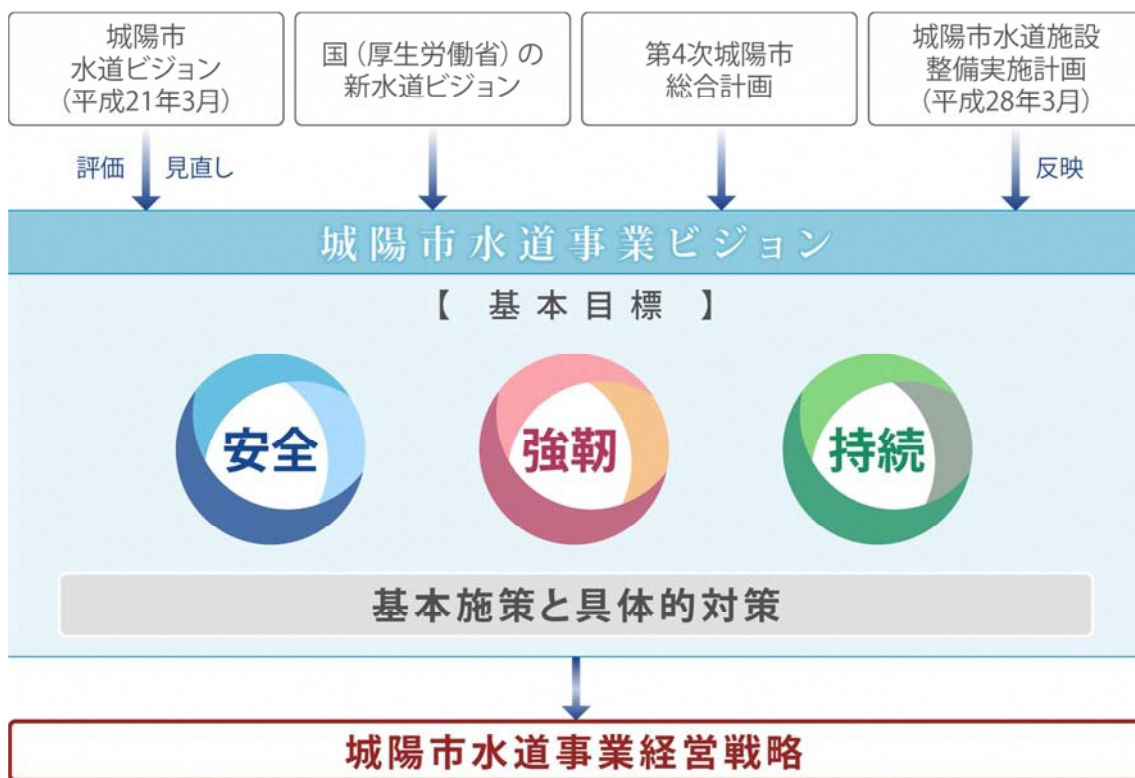 城陽市
水道ビジョン
(平成21年3月)
国(厚生労働省)の
新水道ビジョン
第4次城陽市
総合計画
城陽市水道施設
整備実施計画
(平成28年3月)
評価 見直し
反映
城陽市水道事業ビジョン
【 基本目標 】
安全
強靭
持続
基本施策と具体的対策
城陽市水道事業経営戦略